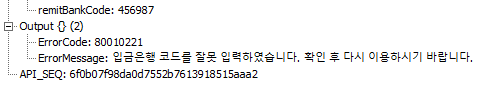 remitBankCode: 456987
Output {} (2)
ErrorCode: 80010221
ErrorMessage: 입금은행 코드를 잘못 입력하였습니다. 확인 후 다시 이용하시기 바랍니다.
API_SEQ: 6f0b07f98da0d7552b7613918515aaa2